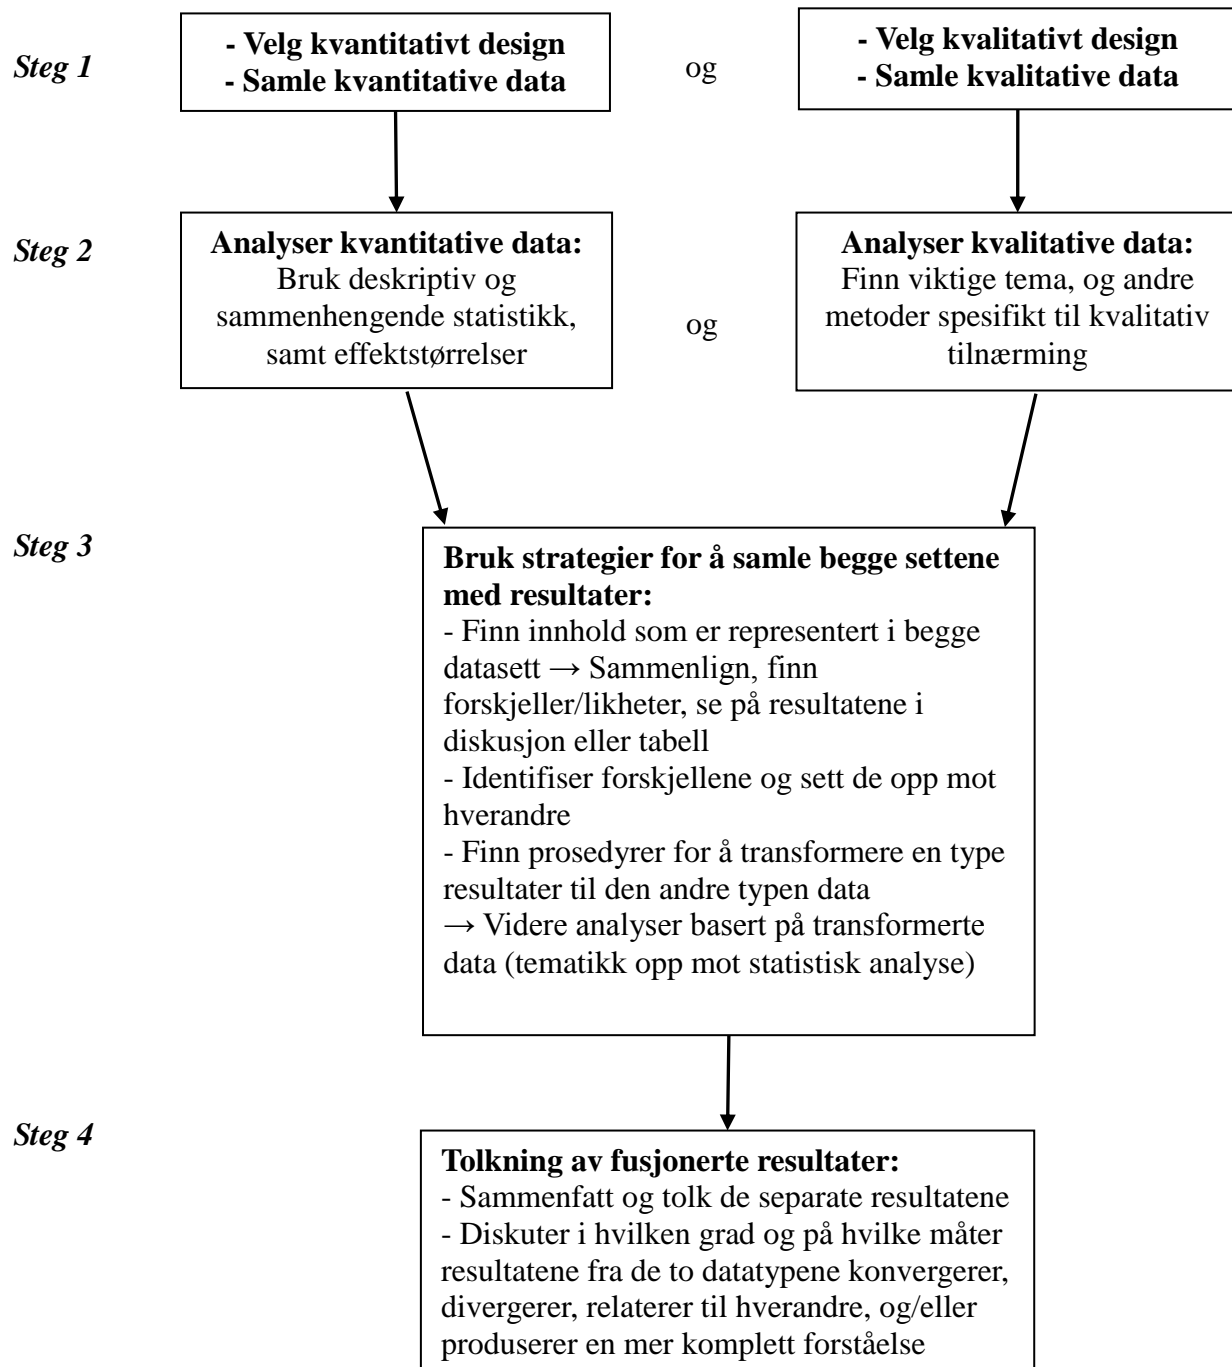 Steg 1
- Velg kvantitativt design
- Samle kvantitative data
og
- Velg kvalitativt design
- Samle kvalitative data
Steg 2
Analyser kvantitative data:
Bruk deskriptiv og
sammenhengende statistikk,
samt effektstørrelser
og
Analyser kvalitative data:
Finn viktige tema, og andre
metoder spesifikt til kvalitativ
tilnærming
Steg 3
Bruk strategier for å samle begge settene
med resultater:
- Finn innhold som er representert i begge
datasett → Sammenlign, finn
forskjeller/likheter, se på resultatene i
diskusjon eller tabell
- Identifiser forskjellene og sett de opp mot
hverandre
- Finn prosedyrer for å transformere en type
resultater til den andre typen data
→ Videre analyser basert på transformerte
data (tematikk opp mot statistisk analyse)
Steg 4
Tolkning av fusjonerte resultater:
- Sammenfatt og tolk de separate resultatene
- Diskuter i hvilken grad og på hvilke måter
resultatene fra de to datatypene konvergerer,
divergerer, relaterer til hverandre, og/eller
produserer en mer komplett forståelse